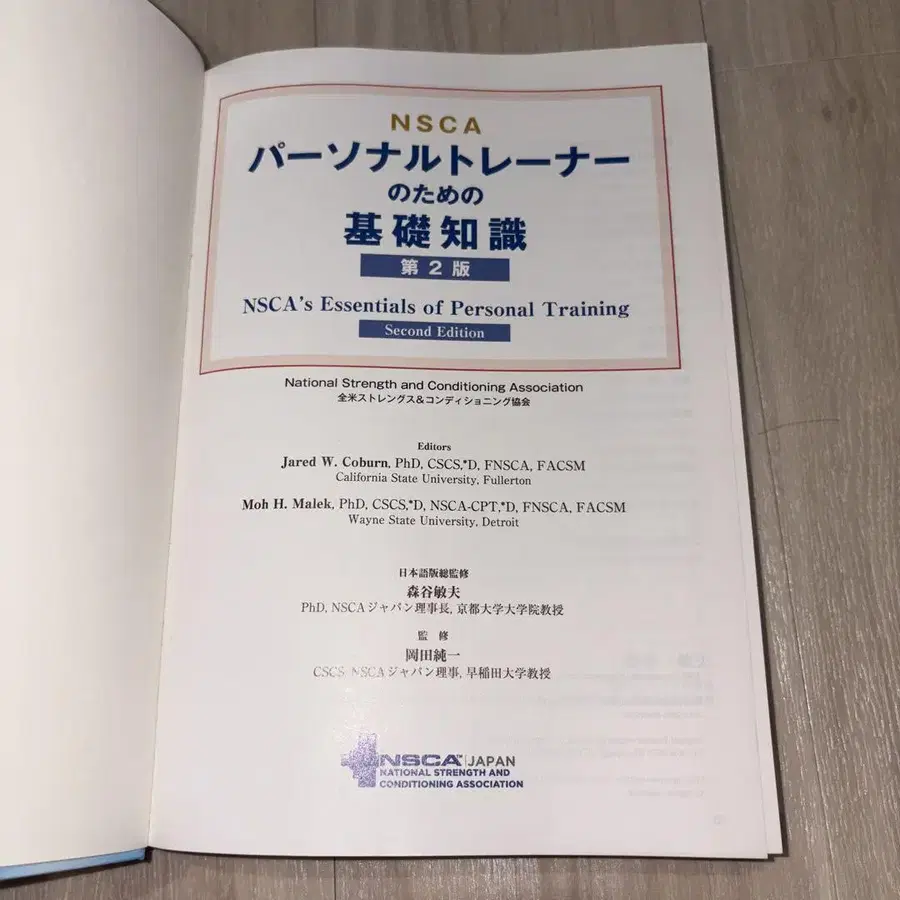 NSCA
パーソナルトレーナー
のための
基礎知識
第2版
NSCA's Essentials of Personal Training
Second Edition
National Strength and Conditioning Association
全米ストレングス&コンディショニング協会
Editors
Jared W. Coburn, PhD, CSCS,*D, FNSCA, FACSM
California State University, Fullerton
Moh H. Malek, PhD, CSCS,*D, NSCA-CPT,*D, FNSCA, FACSM
Wayne State University, Detroit
日本語版総監修
森谷敏夫
PhD, NSCAジャパン理事長, 京都大学大学院教授
監 修
岡田純一
CSCS, NSCAジャパン理事, 早稲田大学教授
NSCA™ JAPAN
NATIONAL STRENGTH AND
CONDITIONING ASSOCIATION